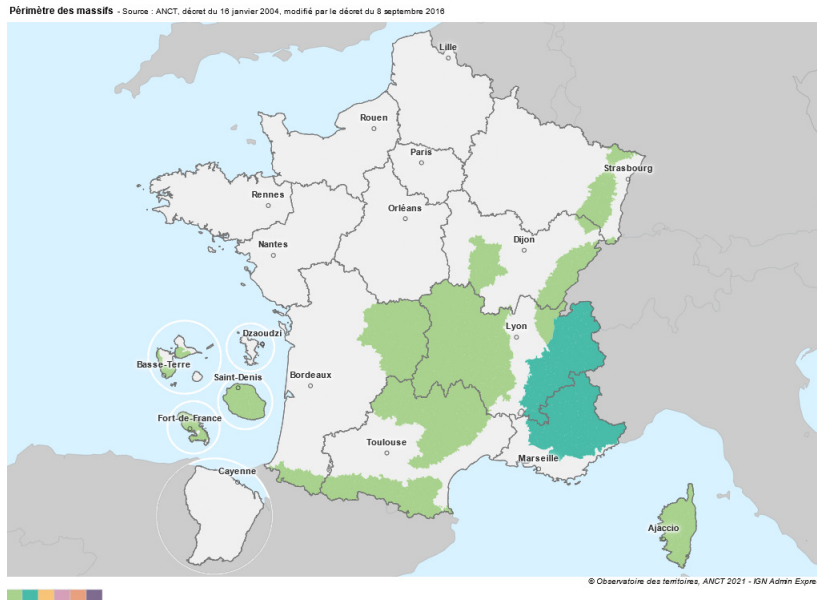 Périmètre des massifs - Source : ANCT, décret du 16 janvier 2004, modifié par le décret du 8 septembre 2016
Lille
Rouen
Paris
Strasbourg
Rennes
Orléans
Nantes
Dijon
Lyon
Dzaoudzi
Basse-Terre
Saint-Denis
Bordeaux
Fort-de-France
Toulouse
Marseille
Cayenne
Ajaccio
© Observatoire des territoires, ANCT 2021 - IGN Admin Expre